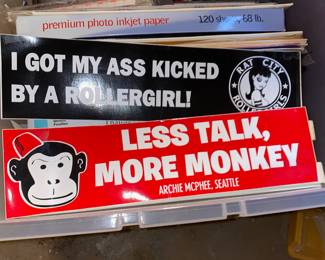 premium photo inkjet paper
120 sheets, 68 lb.
I GOT MY ASS KICKED
BY A ROLLERGIRL!
RAT CITY
ROLLERGIRLS
LESS TALK,
MORE MONKEY
ARCHIE MCPHEE, SEATTLE